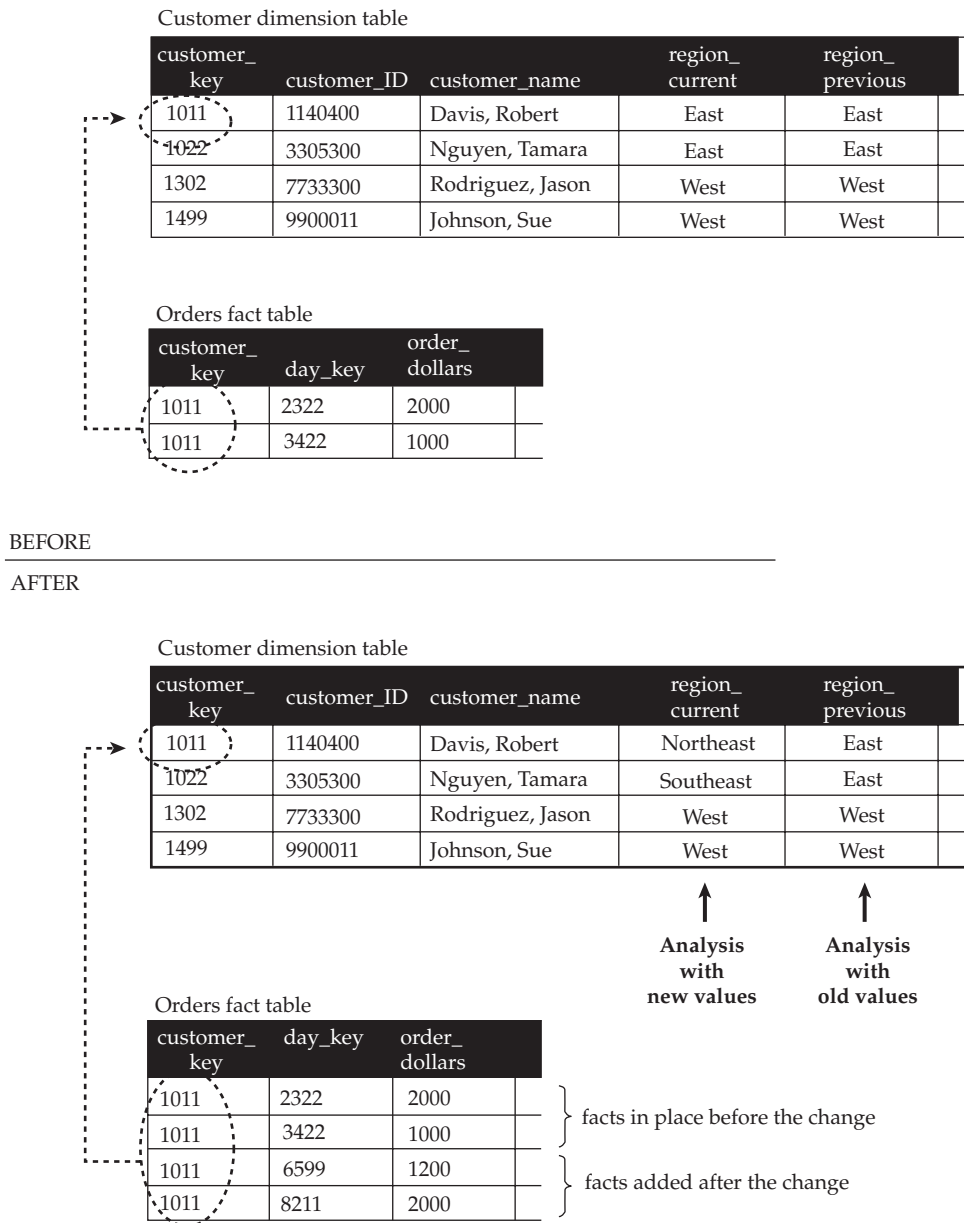 Customer dimension table
customer_ key customer_ID customer_name region_ current region_ previous
1011 1140400 Davis, Robert East East
1022 3305300 Nguyen, Tamara East East
1302 7733300 Rodriguez, Jason West West
1499 9900011 Johnson, Sue West West
Orders fact table
customer_ key day_key order_ dollars
1011 2322 2000
1011 3422 1000
BEFORE
AFTER
Customer dimension table
customer_ key customer_ID customer_name region_ current region_ previous
1011 1140400 Davis, Robert Northeast East
1022 3305300 Nguyen, Tamara Southeast East
1302 7733300 Rodriguez, Jason West West
1499 9900011 Johnson, Sue West West
Analysis with new values
Analysis with old values
Orders fact table
customer_ key day_key order_ dollars
1011 2322 2000
1011 3422 1000
facts in place before the change
1011 6599 1200
1011 8211 2000
facts added after the change